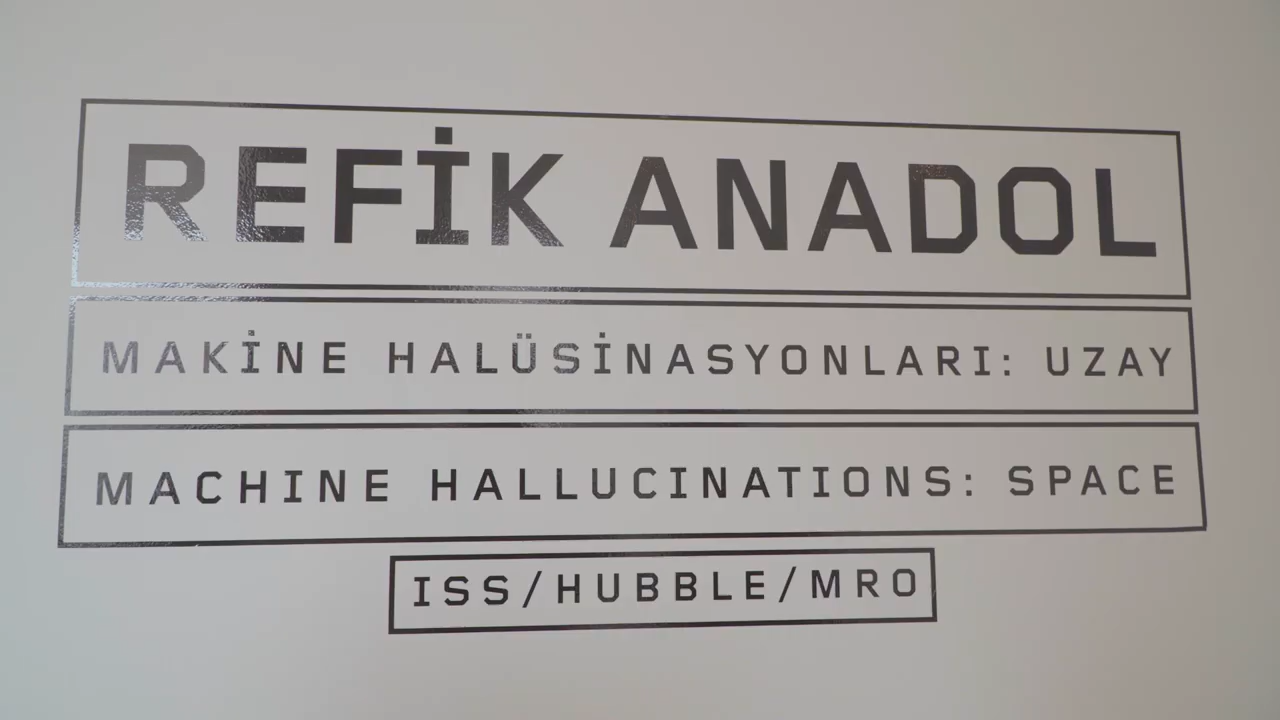 REFİK ANADOL
MAKİNE HALÜSİNASYONLARI: UZAY
MACHINE HALLUCINATIONS: SPACE
ISS/HUBBLE/MRO